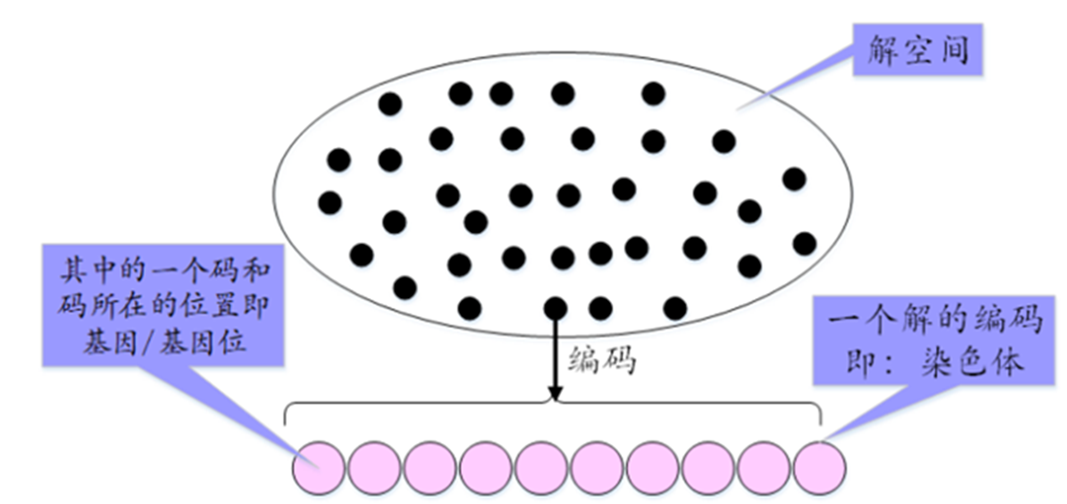 解空间
其中的一个码和
码所在的位置即
基因/基因位
一个解的编码
即：染色体
编码